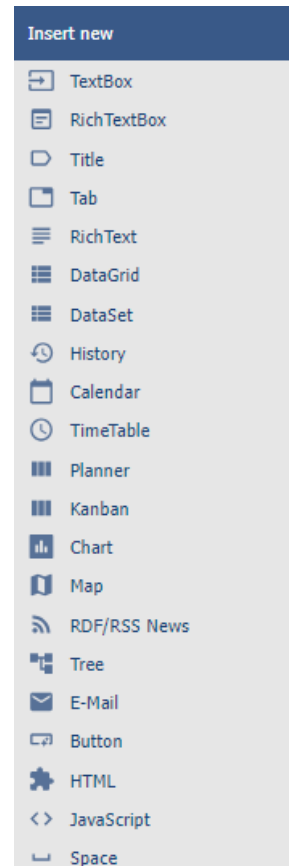 Insert new
TextBox
RichTextBox
Title
Tab
RichText
DataGrid
DataSet
History
Calendar
TimeTable
Planner
Kanban
Chart
Map
RDF/RSS News
Tree
E-Mail
Button
HTML
JavaScript
Space